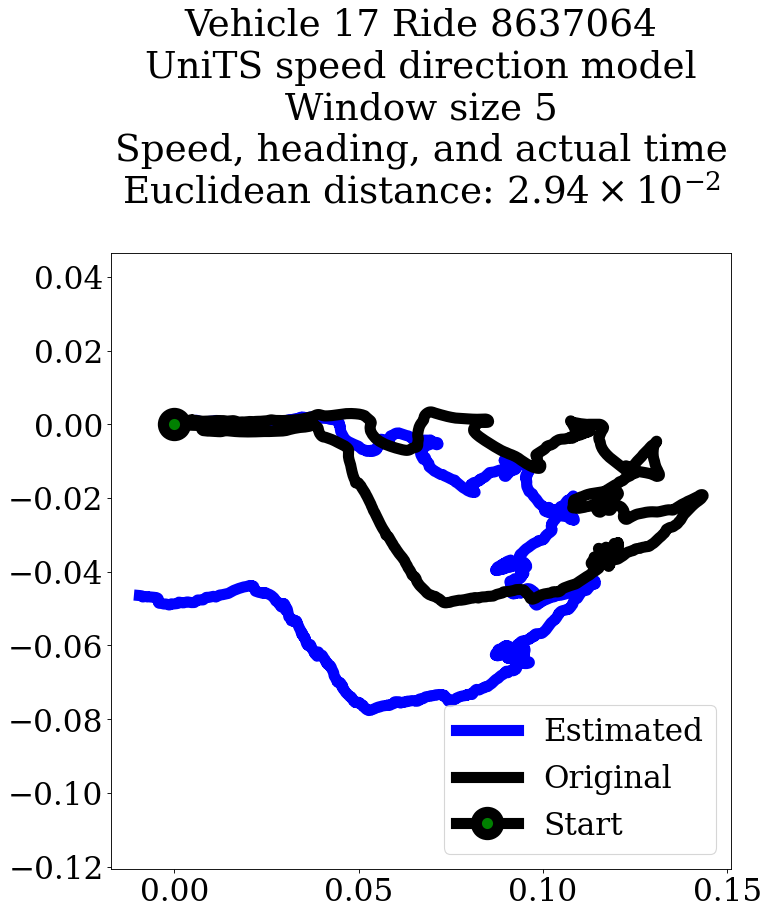 Vehicle 17 Ride 8637064
UniTS speed direction model
Window size 5
Speed, heading, and actual time
Euclidean distance: 2.94 × 10⁻²
0.04
0.02
0.00
−0.02
−0.04
−0.06
−0.08
−0.10
−0.12
Estimated
Original
Start
0.00 0.05 0.10 0.15